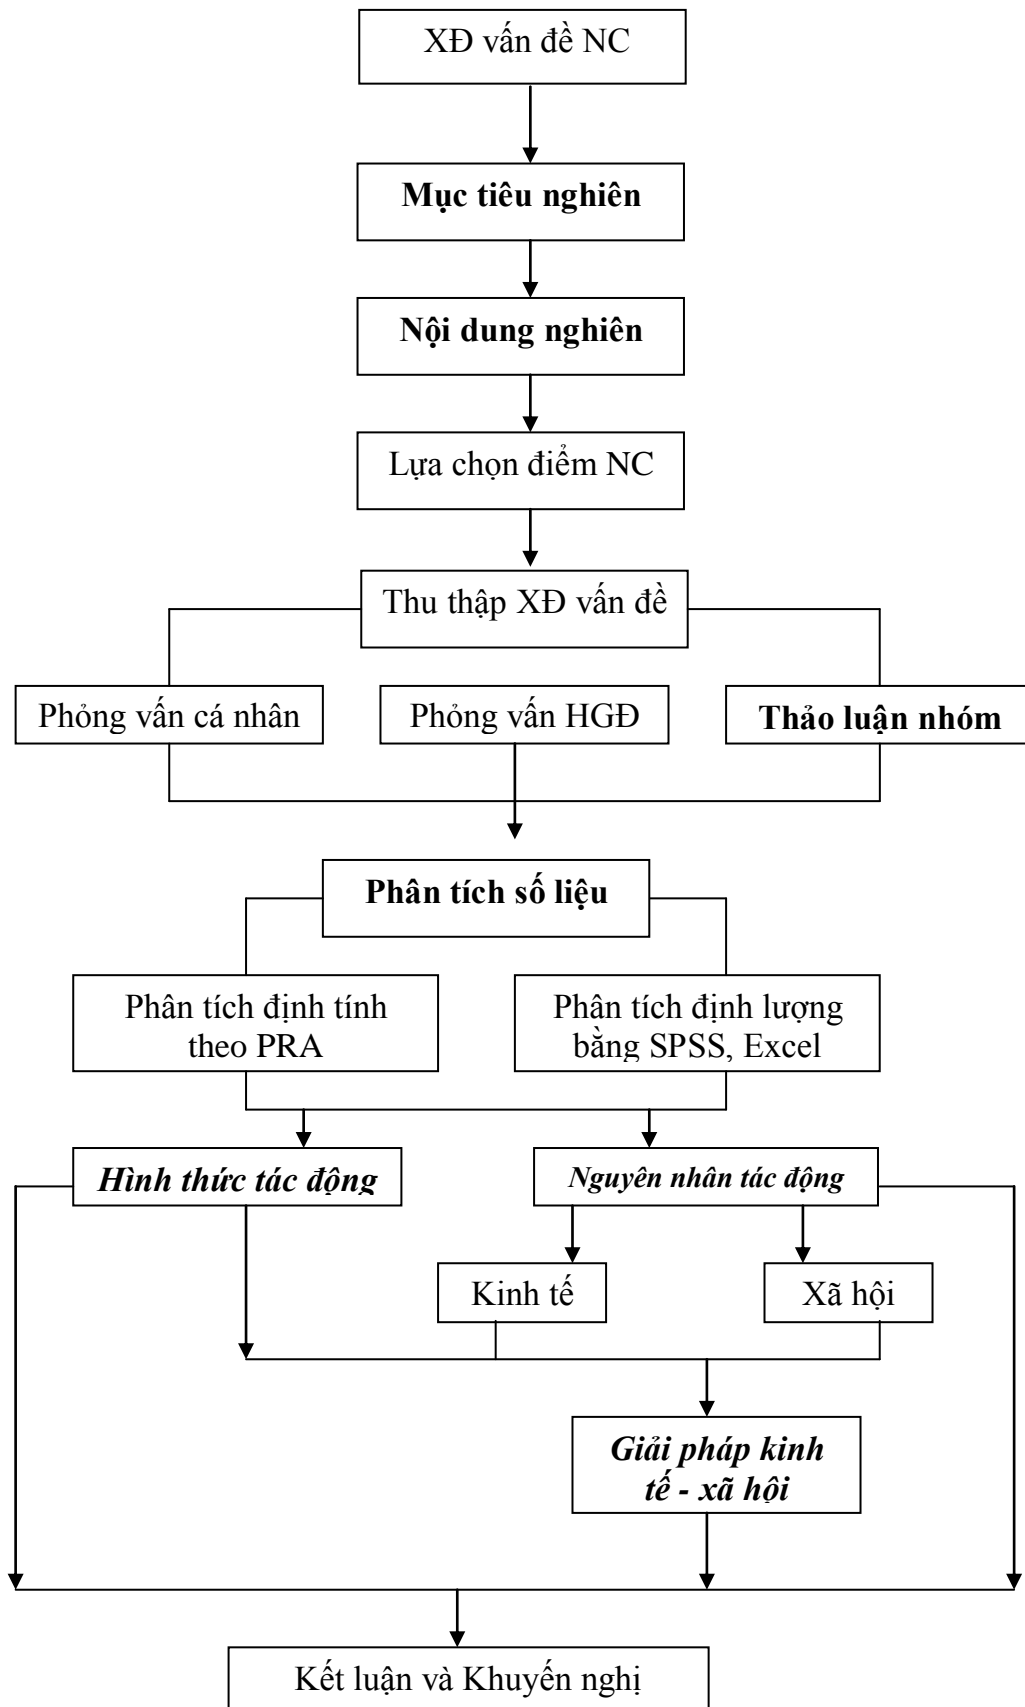 XĐ vấn đề NC
Mục tiêu nghiên
Nội dung nghiên
Lựa chọn điểm NC
Thu thập XĐ vấn đề
Phỏng vấn cá nhân
Phỏng vấn HGĐ
Thảo luận nhóm
Phân tích số liệu
Phân tích định tính
theo PRA
Phân tích định lượng
bằng SPSS, Excel
Hình thức tác động
Nguyên nhân tác động
Kinh tế
Xã hội
Giải pháp kinh
tế - xã hội
Kết luận và Khuyến nghị